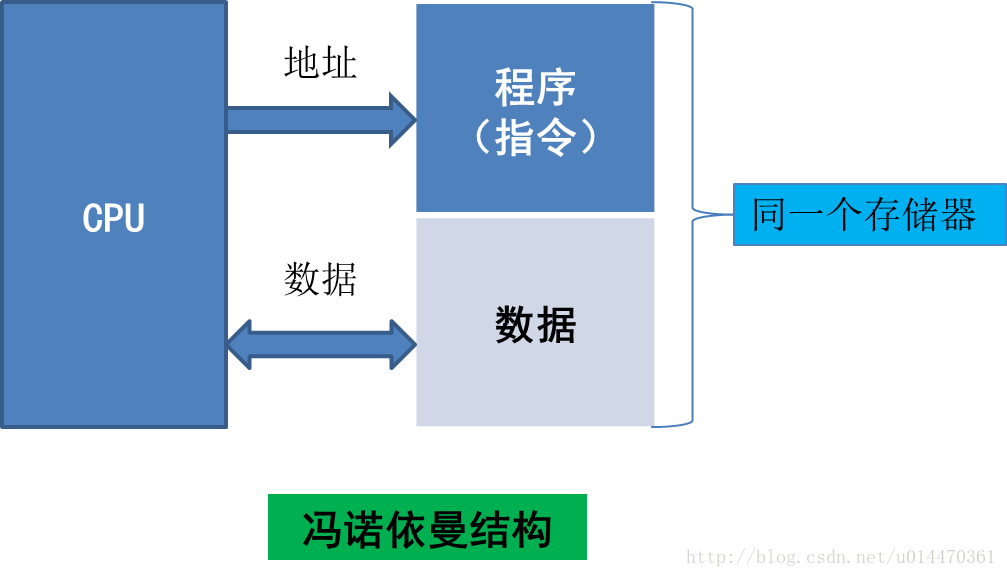 地址
程序
（指令）
CPU
同一个存储器
数据
数据
冯诺依曼结构
http://blog.csdn.net/u014470361